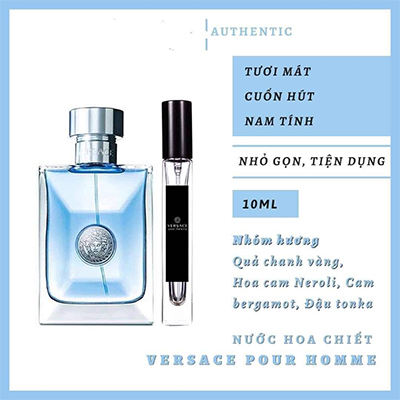 AUTHENTIC
TƯƠI MÁT
CUỐN HÚT
NAM TÍNH
NHỎ GỌN, TIỆN DỤNG
10ML
Nhóm hương
Quả chanh vàng,
Hoa cam Neroli, Cam
bergamot, Đậu tonka
NƯỚC HOA CHIẾT
VERSACE POUR HOMME
VERSACE